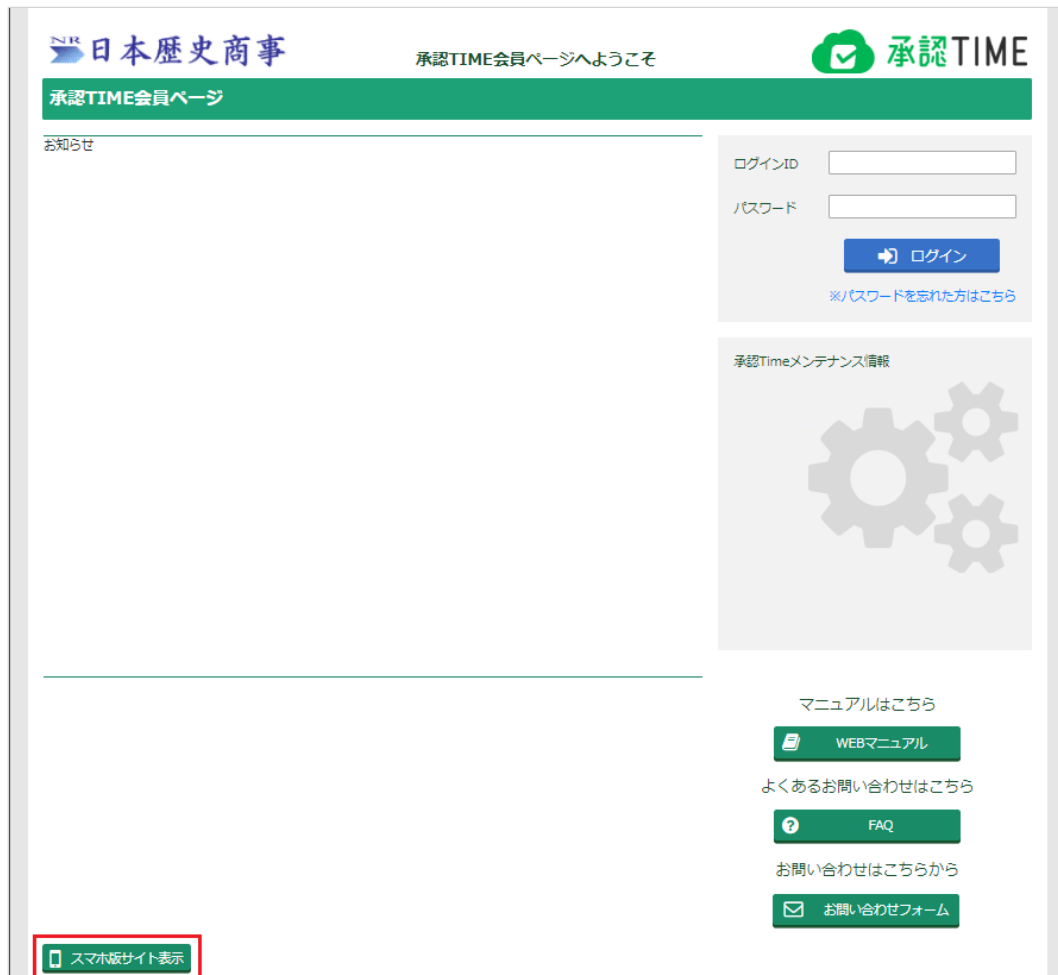 NR 日本歴史商事
承認TIME会員ページへようこそ
承認TIME
承認TIME会員ページ
お知らせ
ログインID
パスワード
ログイン
※パスワードを忘れた方はこちら
承認Timeメンテナンス情報
マニュアルはこちら
WEBマニュアル
よくあるお問い合わせはこちら
? FAQ
お問い合わせはこちらから
お問い合わせフォーム
スマホ版サイト表示